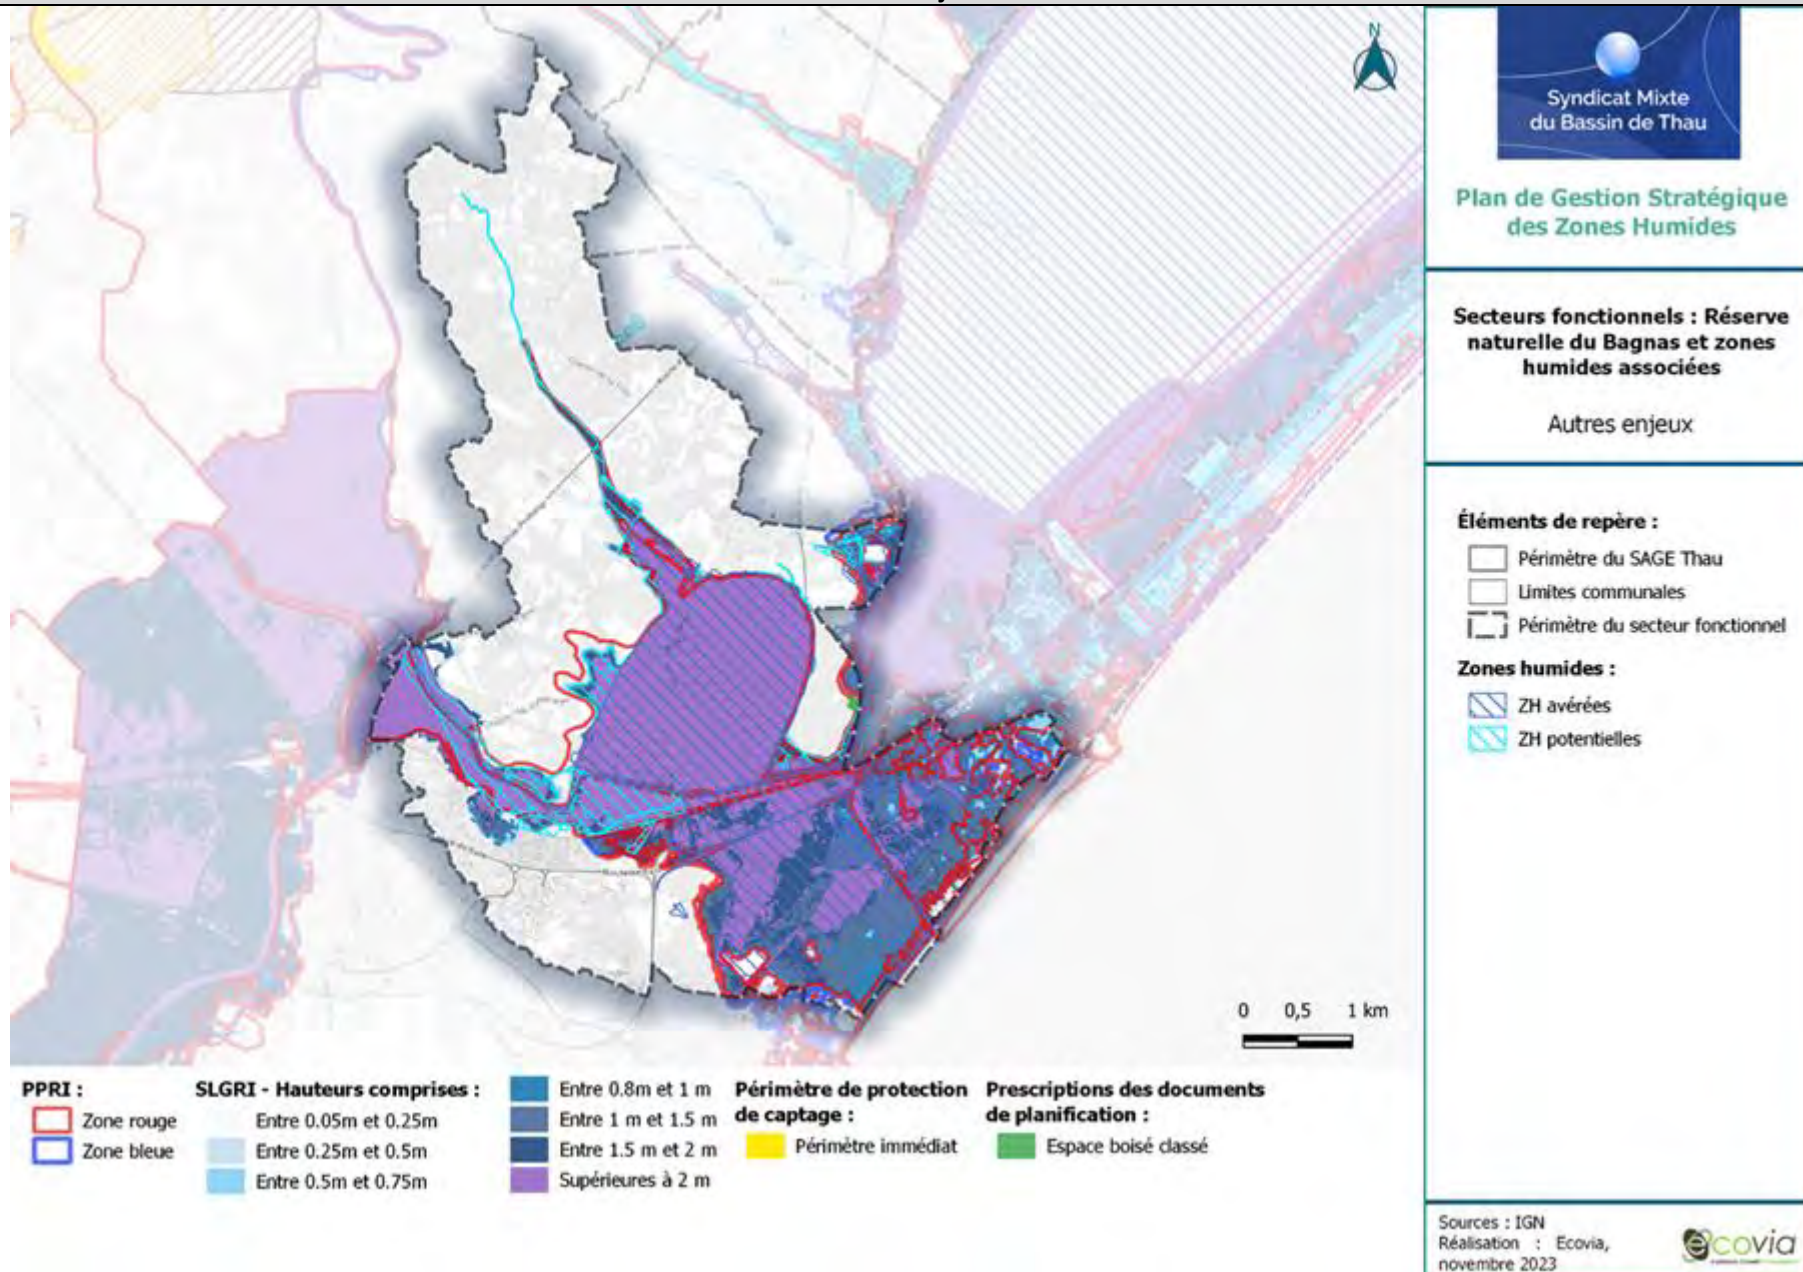 N
Syndicat Mixte
du Bassin de Thau
Plan de Gestion Stratégique
des Zones Humides
Secteurs fonctionnels : Réserve
naturelle du Bagnas et zones
humides associées
Autres enjeux
Éléments de repère :
Périmètre du SAGE Thau
Limites communales
Périmètre du secteur fonctionnel
Zones humides :
ZH avérées
ZH potentielles
0 0,5 1 km
PPRI :
Zone rouge
Zone bleue
SLGRI - Hauteurs comprises :
Entre 0.05m et 0.25m
Entre 0.25m et 0.5m
Entre 0.5m et 0.75m
Entre 0.8m et 1 m
Entre 1 m et 1.5 m
Entre 1.5 m et 2 m
Supérieures à 2 m
Périmètre de protection
de captage :
Périmètre immédiat
Prescriptions des documents
de planification :
Espace boisé classé
Sources : IGN
Réalisation : Ecovia,
novembre 2023
ecovia